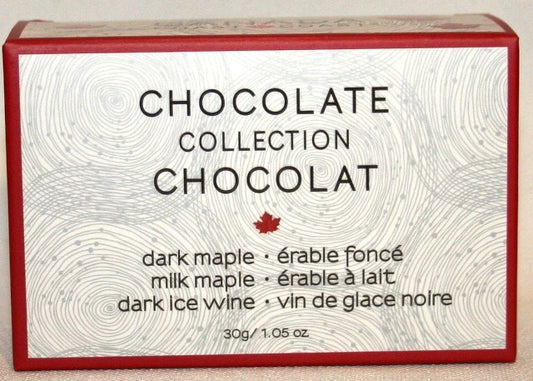 CHOCOLATE
COLLECTION
CHOCOLAT
dark maple · érable foncé
milk maple · érable à lait
dark ice wine · vin de glace noire
30g/ 1.05 oz.